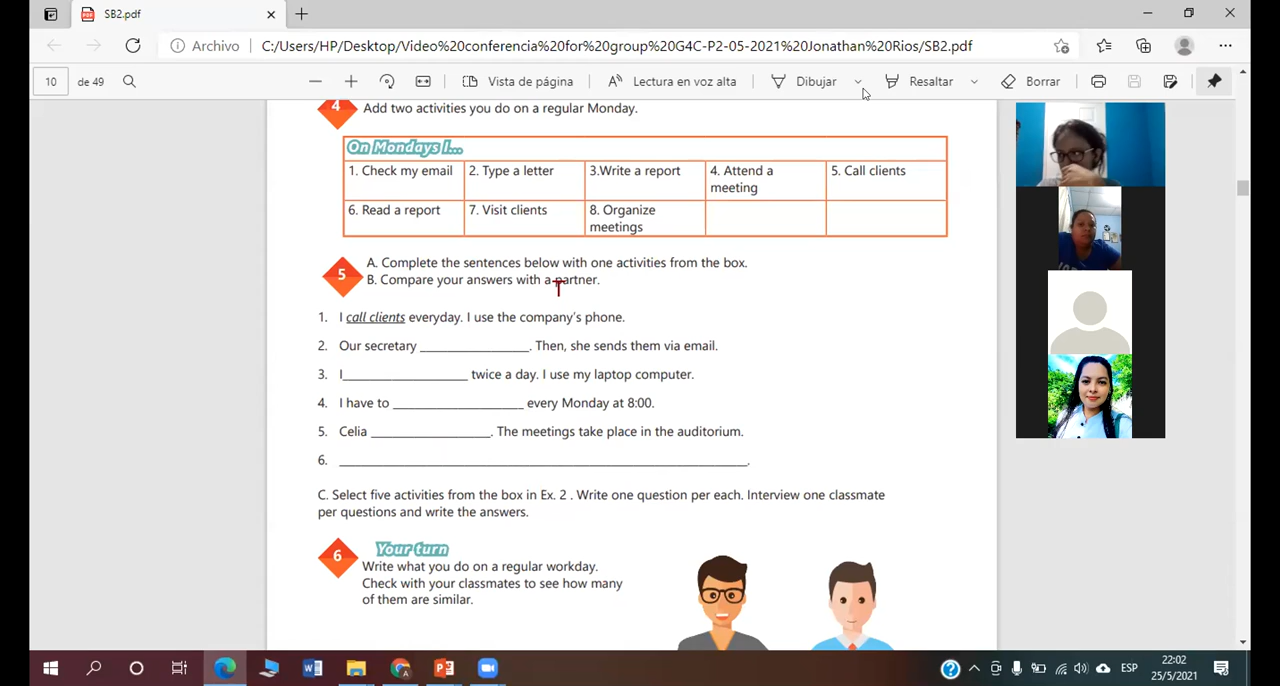 SB2.pdf
Archivo
C:/Users/HP/Desktop/Video%20conferencia%20for%20group%20G4C-P2-05-2021%20Jonathan%20Rios/SB2.pdf
10 de 49
Vista de página
Lectura en voz alta
Dibujar
Resaltar
Borrar
4 Add two activities you do on a regular Monday.
On Mondays I...
1. Check my email 2. Type a letter 3.Write a report 4. Attend a meeting 5. Call clients
6. Read a report 7. Visit clients 8. Organize meetings
5 A. Complete the sentences below with one activities from the box.
B. Compare your answers with a partner.
1. I call clients everyday. I use the company's phone.
2. Our secretary __________________. Then, she sends them via email.
3. I_____________________ twice a day. I use my laptop computer.
4. I have to ______________________ every Monday at 8:00.
5. Celia ____________________. The meetings take place in the auditorium.
6. ____________________________________________________________________.
C. Select five activities from the box in Ex. 2 . Write one question per each. Interview one classmate
per questions and write the answers.
6 Your turn
Write what you do on a regular workday.
Check with your classmates to see how many
of them are similar.
ESP
22:02
25/5/2021